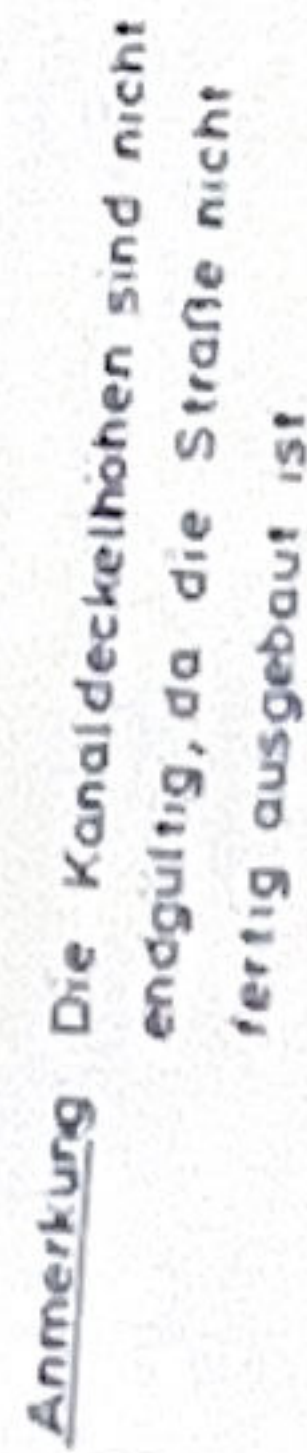 Anmerkung Die Kanaldeckelhöhen sind nicht
endgültig, da die Straße nicht
fertig ausgebaut ist